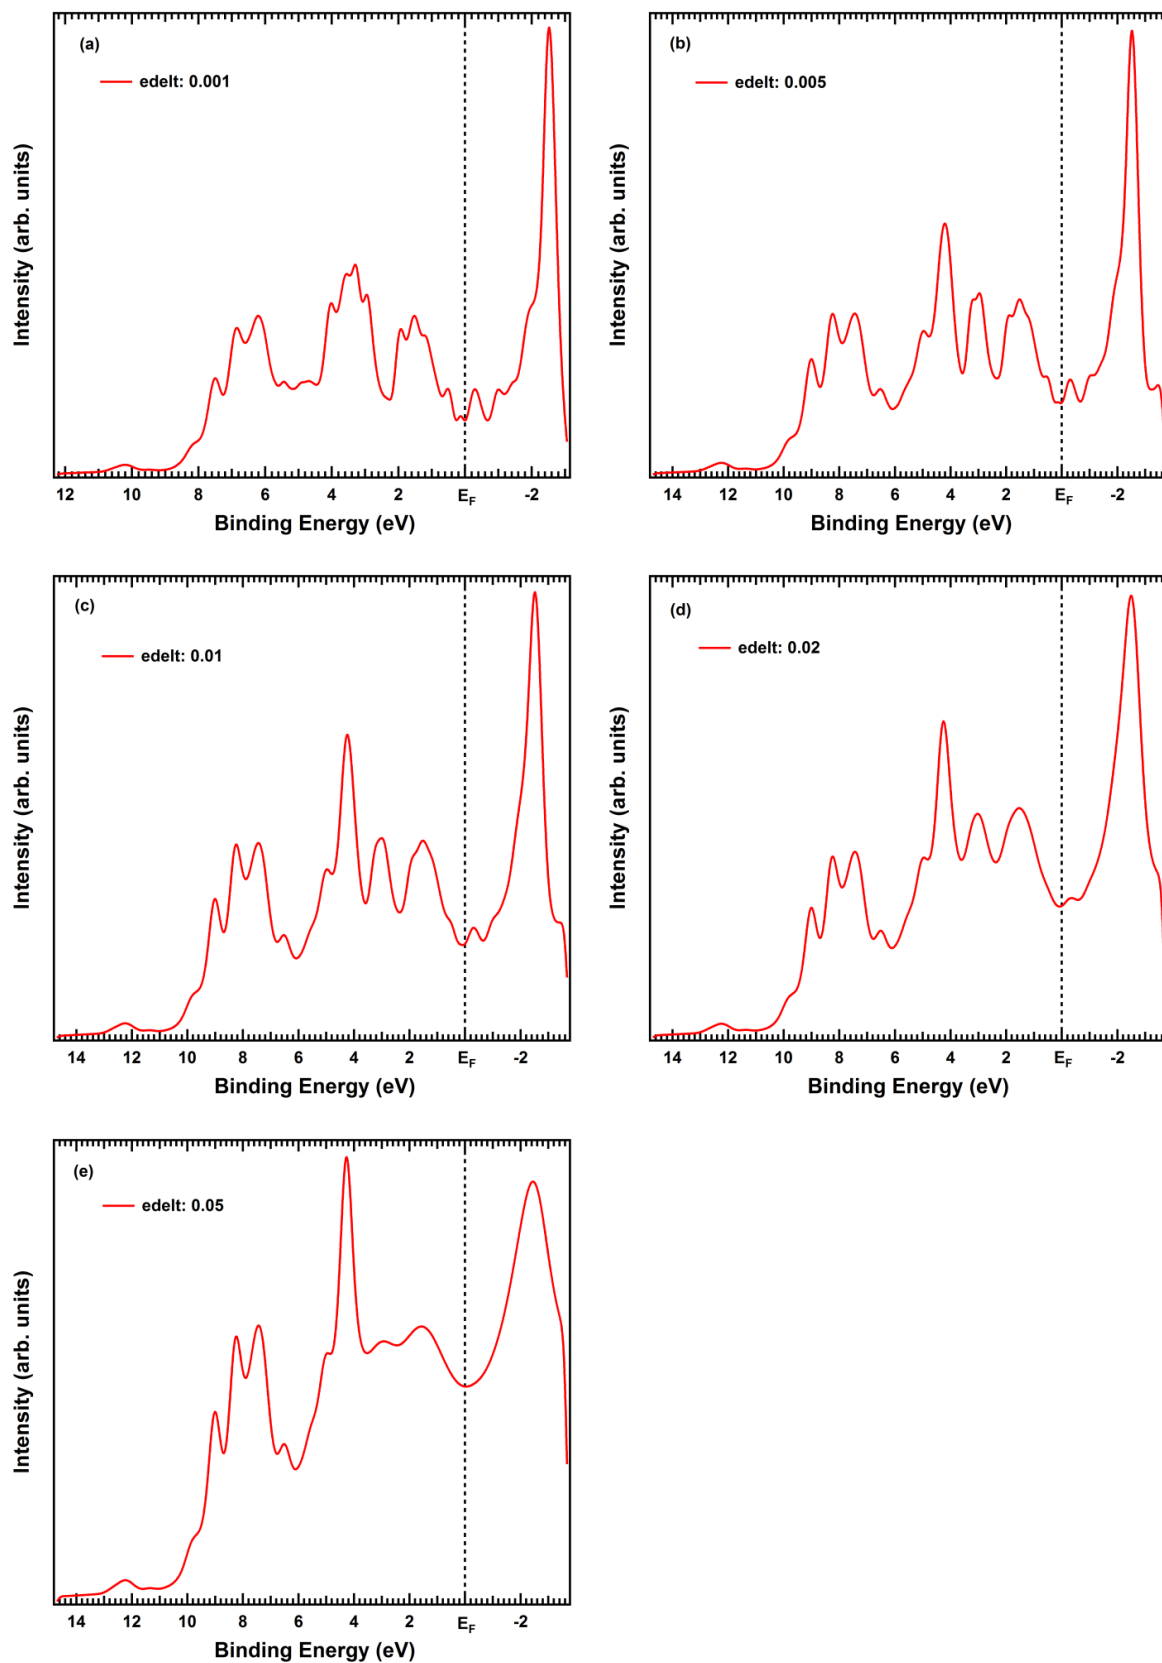 (a)
edelt: 0.001
Intensity (arb. units)
12 10 8 6 4 2 EF -2
Binding Energy (eV)
(b)
edelt: 0.005
Intensity (arb. units)
14 12 10 8 6 4 2 EF -2
Binding Energy (eV)
(c)
edelt: 0.01
Intensity (arb. units)
14 12 10 8 6 4 2 EF -2
Binding Energy (eV)
(d)
edelt: 0.02
Intensity (arb. units)
14 12 10 8 6 4 2 EF -2
Binding Energy (eV)
(e)
edelt: 0.05
Intensity (arb. units)
14 12 10 8 6 4 2 EF -2
Binding Energy (eV)